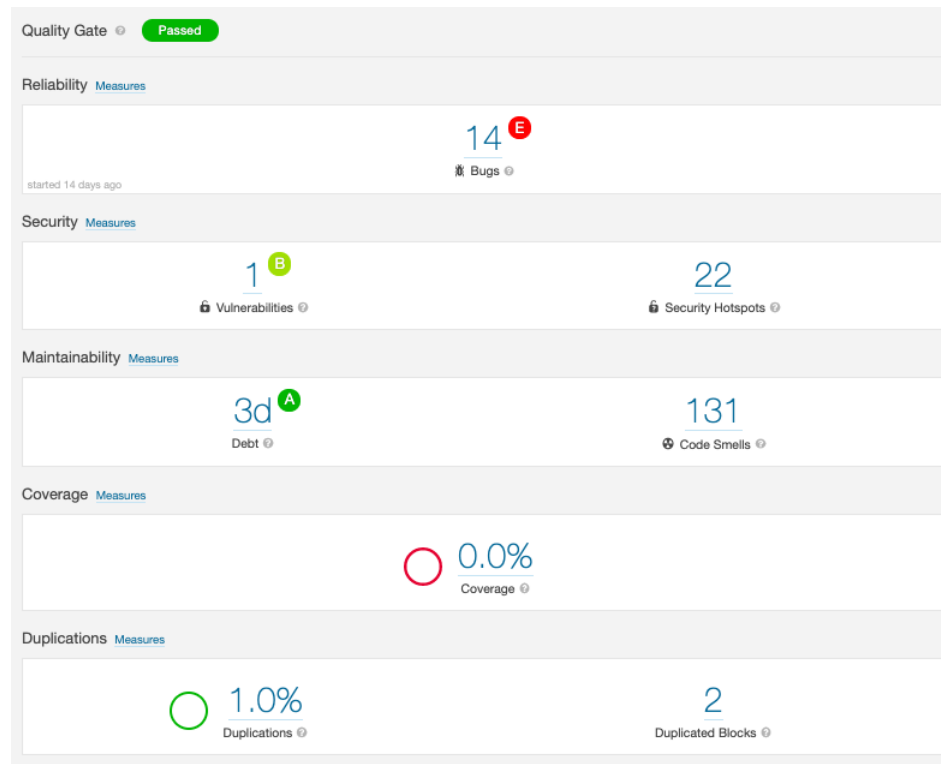 Quality Gate Passed
Reliability Measures
14 E
Bugs
started 14 days ago
Security Measures
1 B
22
Vulnerabilities
Security Hotspots
Maintainability Measures
3d A
131
Debt
Code Smells
Coverage Measures
0.0%
Coverage
Duplications Measures
1.0%
2
Duplications
Duplicated Blocks